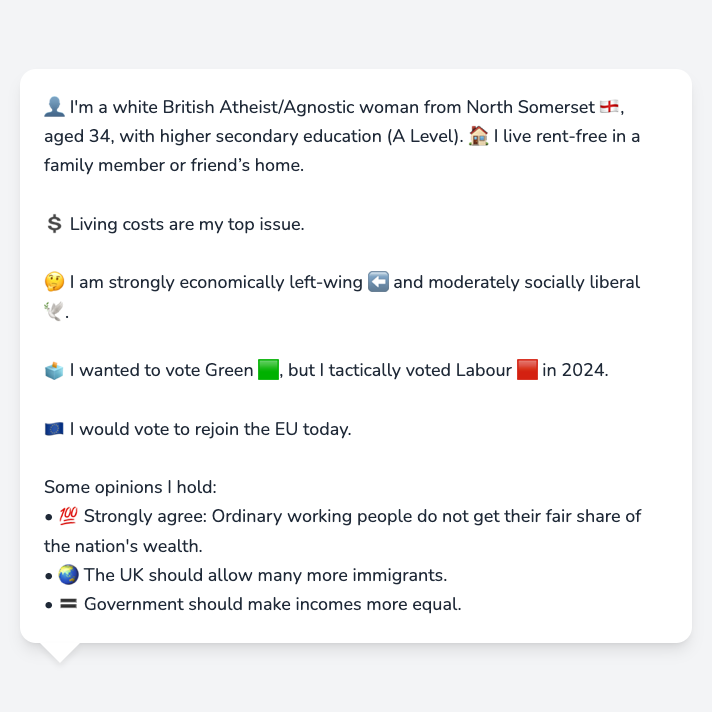 👤 I'm a white British Atheist/Agnostic woman from North Somerset 🏴󠁧󠁢󠁥󠁮󠁧󠁿,
aged 34, with higher secondary education (A Level). 🏠 I live rent-free in a
family member or friend’s home.
💲 Living costs are my top issue.
🤔 I am strongly economically left-wing ⬅️ and moderately socially liberal
🕊️.
🗳️ I wanted to vote Green 🟩, but I tactically voted Labour 🟥 in 2024.
🇪🇺 I would vote to rejoin the EU today.
Some opinions I hold:
• 💯 Strongly agree: Ordinary working people do not get their fair share of
the nation's wealth.
• 🌏 The UK should allow many more immigrants.
• 🟰 Government should make incomes more equal.